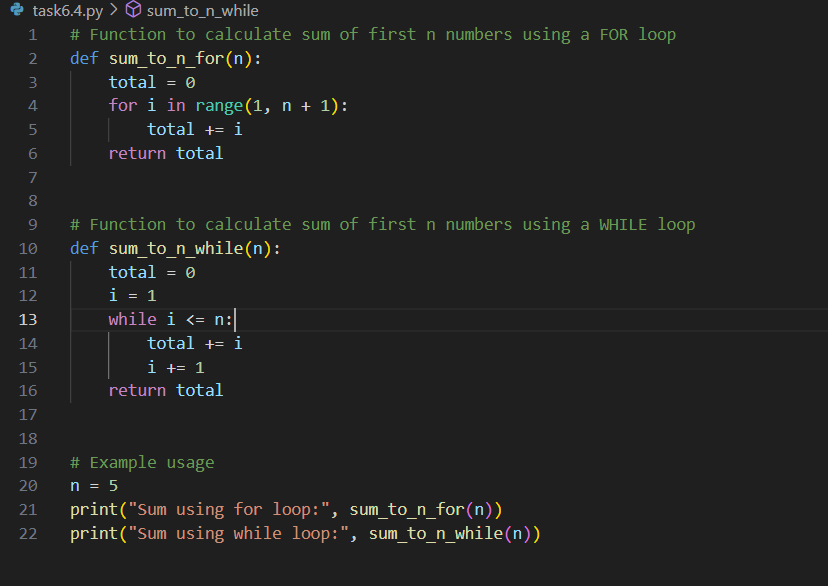 task6.4.py > sum_to_n_while
1 # Function to calculate sum of first n numbers using a FOR loop
2 def sum_to_n_for(n):
3     total = 0
4     for i in range(1, n + 1):
5         total += i
6     return total
7
8
9 # Function to calculate sum of first n numbers using a WHILE loop
10 def sum_to_n_while(n):
11     total = 0
12     i = 1
13     while i <= n:
14         total += i
15         i += 1
16     return total
17
18
19 # Example usage
20 n = 5
21 print("Sum using for loop:", sum_to_n_for(n))
22 print("Sum using while loop:", sum_to_n_while(n))